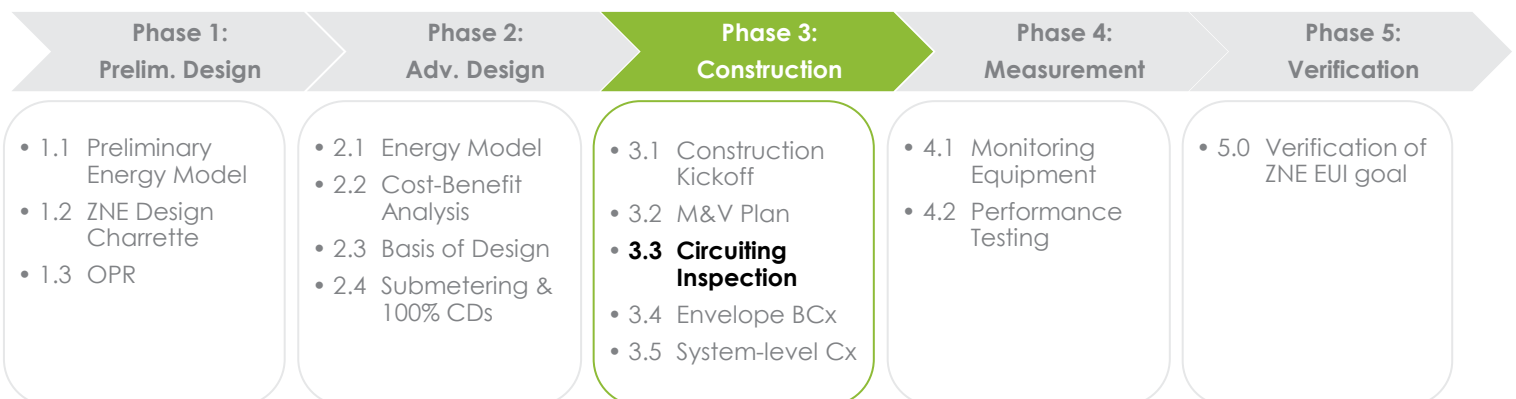 Phase 1:
Prelim. Design
Phase 2:
Adv. Design
Phase 3:
Construction
Phase 4:
Measurement
Phase 5:
Verification
• 1.1 Preliminary
Energy Model
• 1.2 ZNE Design
Charrette
• 1.3 OPR
• 2.1 Energy Model
• 2.2 Cost-Benefit
Analysis
• 2.3 Basis of Design
• 2.4 Submetering &
100% CDs
• 3.1 Construction
Kickoff
• 3.2 M&V Plan
• 3.3 Circuiting
Inspection
• 3.4 Envelope BCx
• 3.5 System-level Cx
• 4.1 Monitoring
Equipment
• 4.2 Performance
Testing
• 5.0 Verification of
ZNE EUI goal